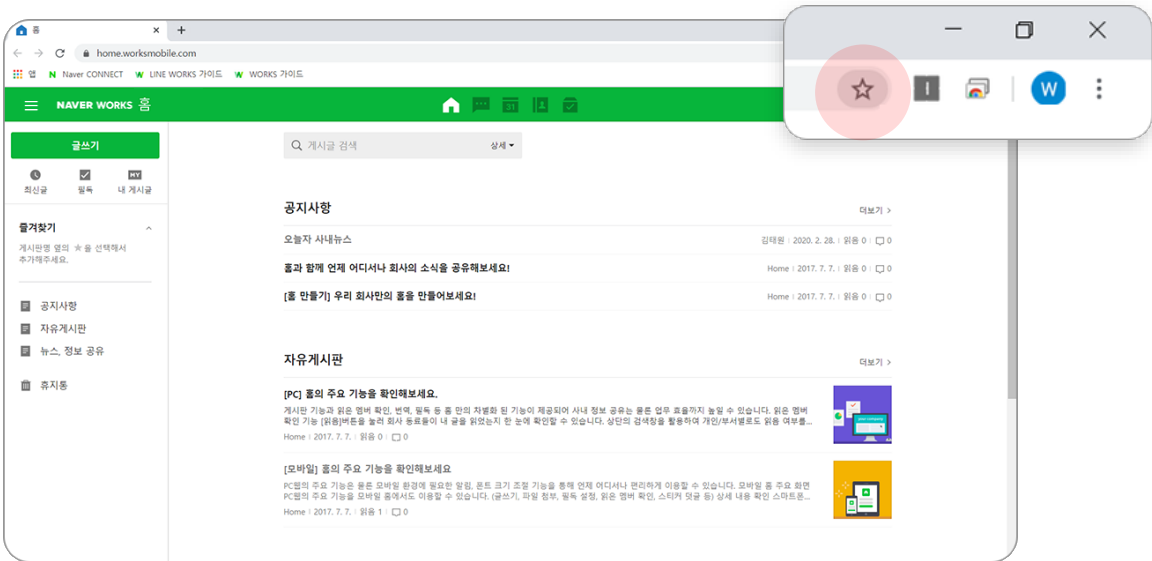 홈
home.worksmobile.com
앱 Naver CONNECT LINE WORKS 가이드 WORKS 가이드
W
NAVER WORKS 홈
31
글쓰기
게시글 검색 상세
최신글 필독 MY 내 게시글
즐겨찾기
게시판명 옆의 ★을 선택해서
추가해주세요.
공지사항
자유게시판
뉴스, 정보 공유
휴지통
공지사항 더보기
오늘자 사내뉴스 김태원 2020. 2. 28. 읽음 0 0
홈과 함께 언제 어디서나 회사의 소식을 공유해보세요! Home 2017. 7. 7. 읽음 0 0
[홈 만들기] 우리 회사만의 홈을 만들어보세요! Home 2017. 7. 7. 읽음 0 0
자유게시판 더보기
[PC] 홈의 주요 기능을 확인해보세요.
게시판 기능과 읽은 멤버 확인, 번역, 필독 등 홈 만의 차별화 된 기능이 제공되어 사내 정보 공유는 물론 업무 효율까지 높일 수 있습니다. 읽은 멤버
확인 기능 [읽음]버튼을 눌러 회사 동료들이 내 글을 읽었는지 한 눈에 확인할 수 있습니다. 상단의 검색창을 활용하여 개인/부서별로도 읽음 여부를...
Home 2017. 7. 7. 읽음 0 0
[모바일] 홈의 주요 기능을 확인해보세요
PC웹의 주요 기능은 물론 모바일 환경에 필요한 알림, 폰트 크기 조절 기능을 통해 언제 어디서나 편리하게 이용할 수 있습니다. 모바일 홈 주요 화면
PC웹의 주요 기능을 모바일 홈에서도 이용할 수 있습니다. (글쓰기, 파일 첨부, 필독 설정, 읽은 멤버 확인, 스티커 댓글 등) 상세 내용 확인 스마트폰...
Home 2017. 7. 7. 읽음 1 0